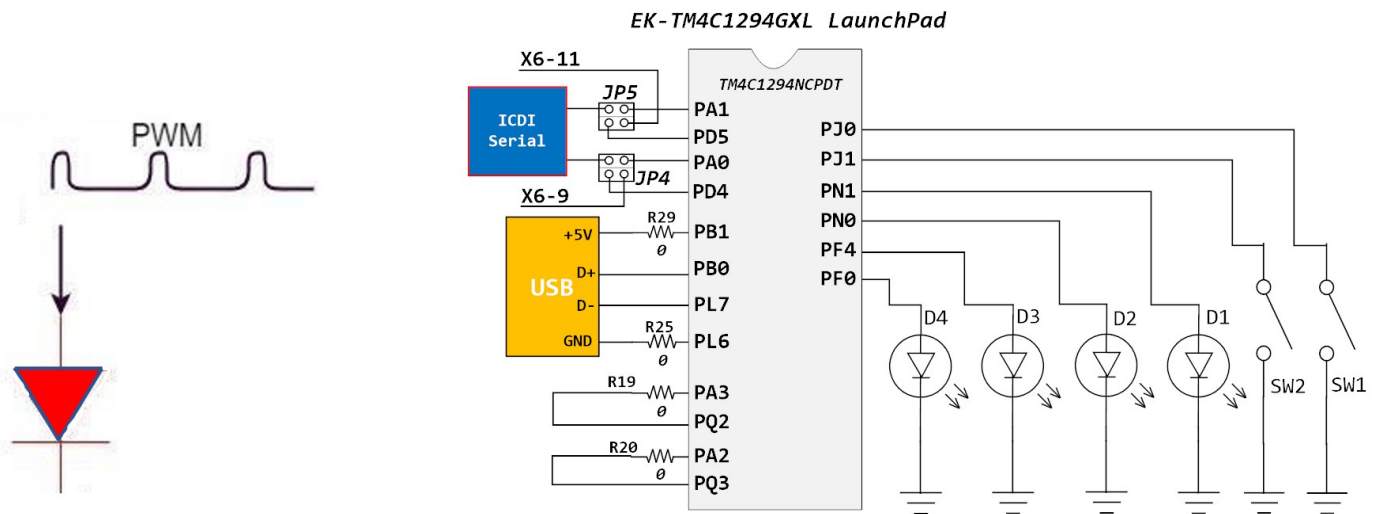 EK-TM4C1294GXL LaunchPad
PWM
TM4C1294NCPDT
X6-11
JP5
ICDI
Serial
PA1
PD5
PA0
JP4
PD4
X6-9
USB
+5V
D+
D-
GND
R29
0
PB1
PB0
PL7
R25
0
PL6
R19
0
PA3
PQ2
R20
0
PA2
PQ3
PJ0
PJ1
PN1
PN0
PF4
PF0
D4
D3
D2
D1
SW2
SW1